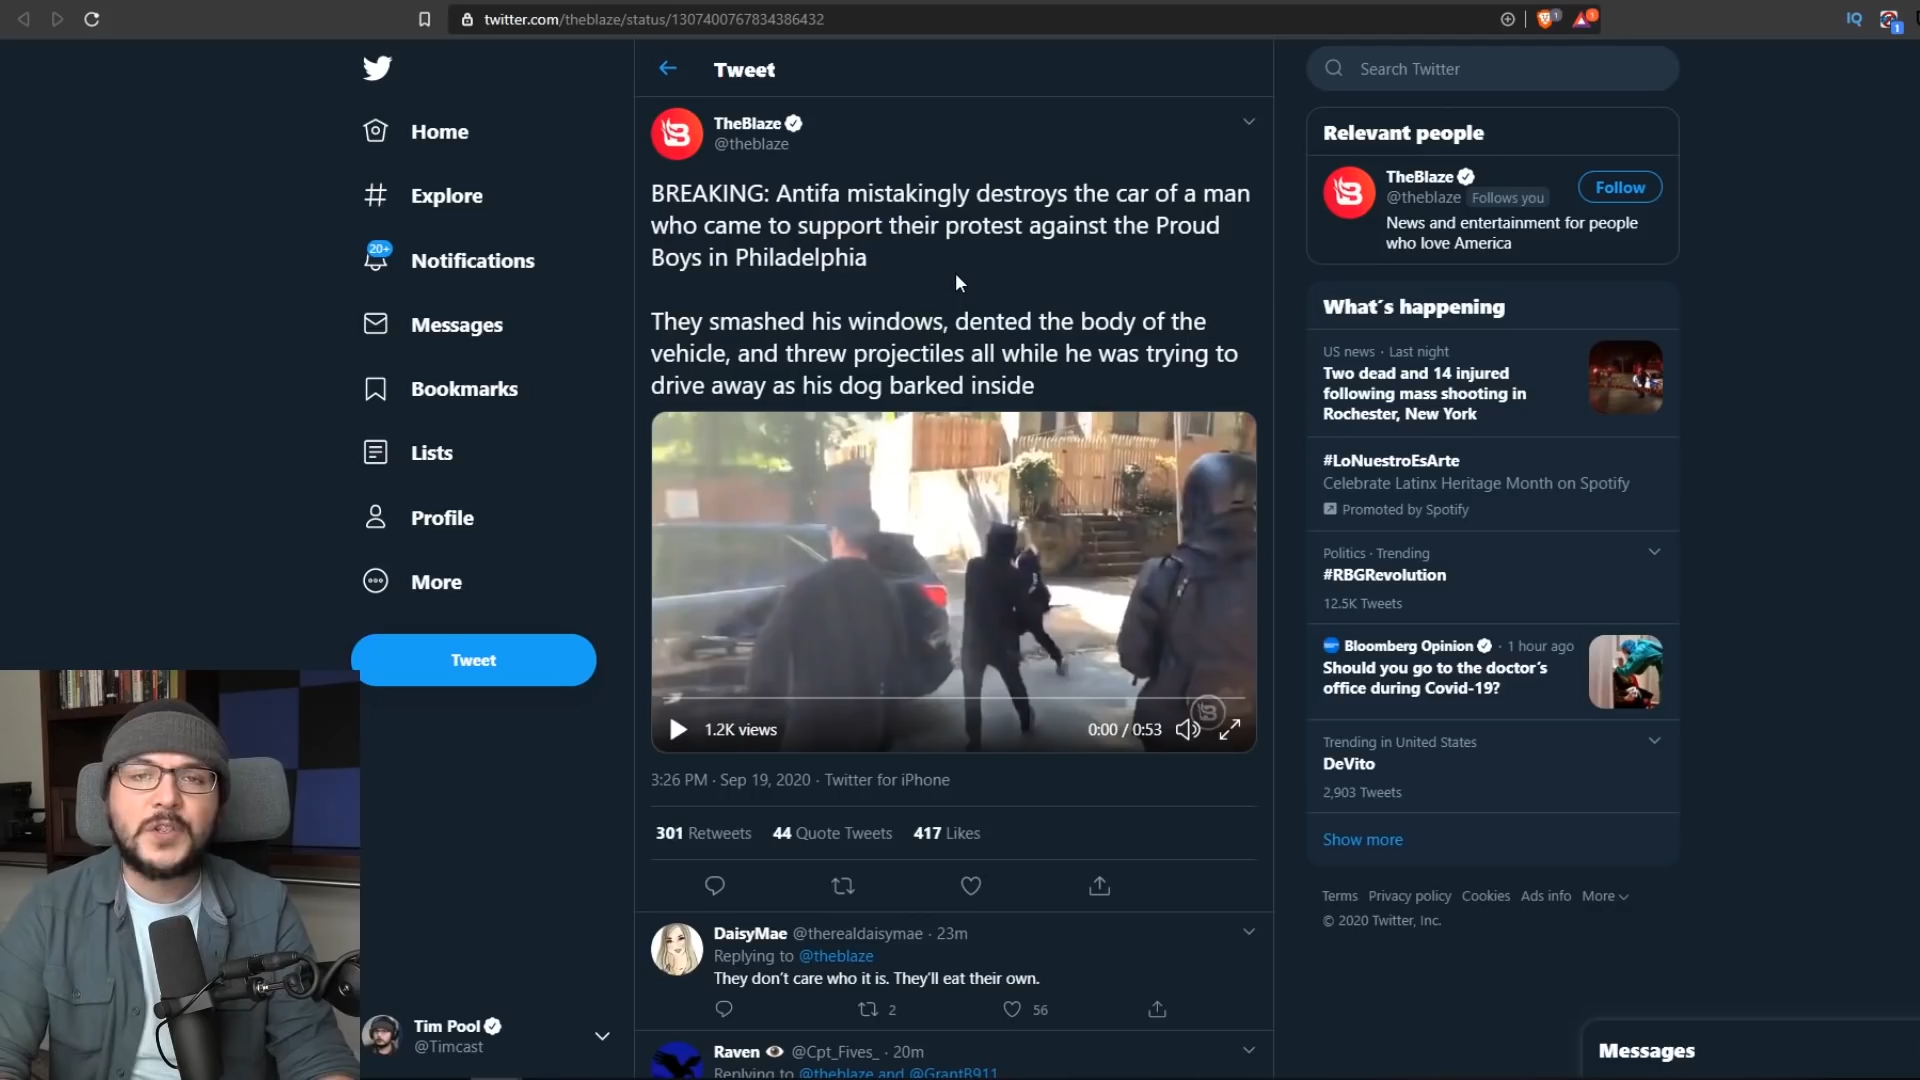 twitter.com/theblaze/status/1307400767834386432
1
1
IQ
1
Home
Explore
20+
Notifications
Messages
Bookmarks
Lists
Profile
More
Tweet
Tim Pool
@Timcast
Tweet
TheBlaze
@theblaze
BREAKING: Antifa mistakingly destroys the car of a man
who came to support their protest against the Proud
Boys in Philadelphia
They smashed his windows, dented the body of the
vehicle, and threw projectiles all while he was trying to
drive away as his dog barked inside
1.2K views
0:00 / 0:53
3:26 PM · Sep 19, 2020 · Twitter for iPhone
301 Retweets 44 Quote Tweets 417 Likes
DaisyMae @therealdaisymae · 23m
Replying to @theblaze
They don't care who it is. They'll eat their own.
2 56
Raven @Cpt_Fives_ · 20m
Replying to @theblaze and @GrantB911
Search Twitter
Relevant people
TheBlaze
@theblaze Follows you
Follow
News and entertainment for people
who love America
What's happening
US news · Last night
Two dead and 14 injured
following mass shooting in
Rochester, New York
#LoNuestroEsArte
Celebrate Latinx Heritage Month on Spotify
Promoted by Spotify
Politics · Trending
#RBGRevolution
12.5K Tweets
Bloomberg Opinion · 1 hour ago
Should you go to the doctor's
office during Covid-19?
Trending in United States
DeVito
2,903 Tweets
Show more
Terms Privacy policy Cookies Ads info More
© 2020 Twitter, Inc.
Messages